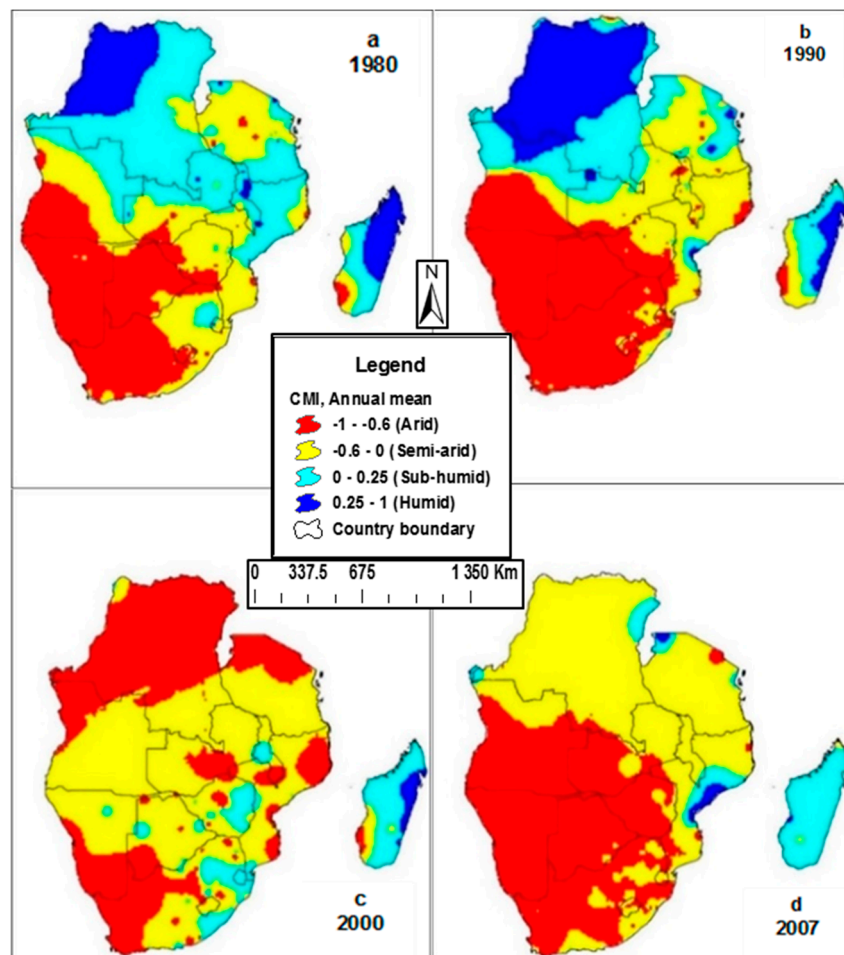 a
1980
b
1990
N
Legend
CMI, Annual mean
-1 - -0.6 (Arid)
-0.6 - 0 (Semi-arid)
0 - 0.25 (Sub-humid)
0.25 - 1 (Humid)
Country boundary
0 337.5 675 1 350 Km
c
2000
d
2007